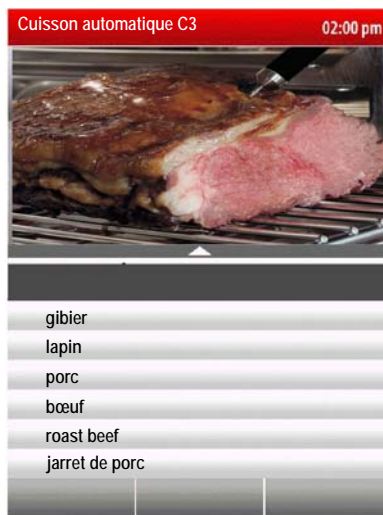 Cuisson automatique C3
02:00 pm
gibier
lapin
porc
bœuf
roast beef
jarret de porc